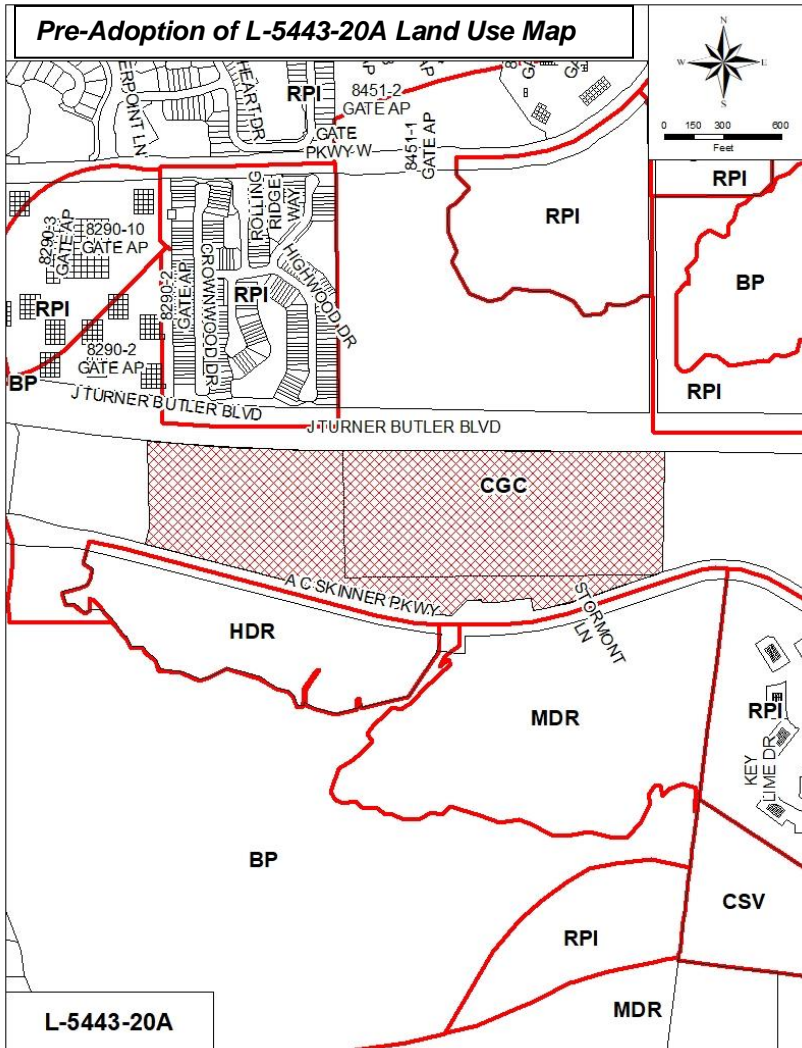 Pre-Adoption of L-5443-20A Land Use Map
N
W
E
S
0 150 300 600
Feet
HEART DR
RPI
8451-2
GATE AP
GATE
PKWY W
8451-1
GATE AP
RPI
RPI
BP
RPI
8290-3
GATE AP
8290-10
GATE AP
RPI
8290-2
GATE AP
BP
8290-2
GATE AP
CROWNWOOD DR
ROLLING
RIDGE
WAY
HIGHWOOD DR
RPI
J TURNER BUTLER BLVD
J TURNER BUTLER BLVD
CGC
A C SKINNER PKWY
STORMONT
LN
HDR
MDR
RPI
KEY
LIME DR
BP
CSV
RPI
MDR
L-5443-20A